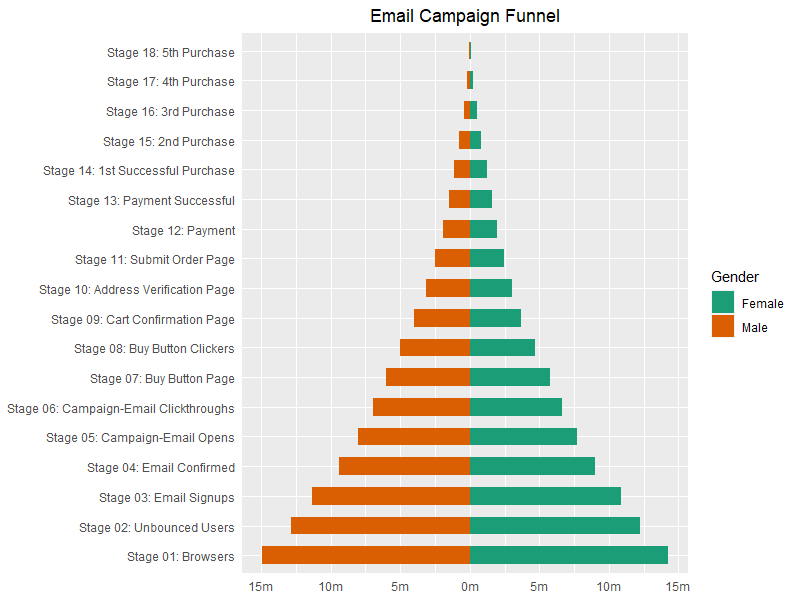 Email Campaign Funnel
Stage 18: 5th Purchase
Stage 17: 4th Purchase
Stage 16: 3rd Purchase
Stage 15: 2nd Purchase
Stage 14: 1st Successful Purchase
Stage 13: Payment Successful
Stage 12: Payment
Stage 11: Submit Order Page
Stage 10: Address Verification Page
Stage 09: Cart Confirmation Page
Stage 08: Buy Button Clickers
Stage 07: Buy Button Page
Stage 06: Campaign-Email Clickthroughs
Stage 05: Campaign-Email Opens
Stage 04: Email Confirmed
Stage 03: Email Signups
Stage 02: Unbounced Users
Stage 01: Browsers
15m 10m 5m 0m 5m 10m 15m
Gender
Female
Male